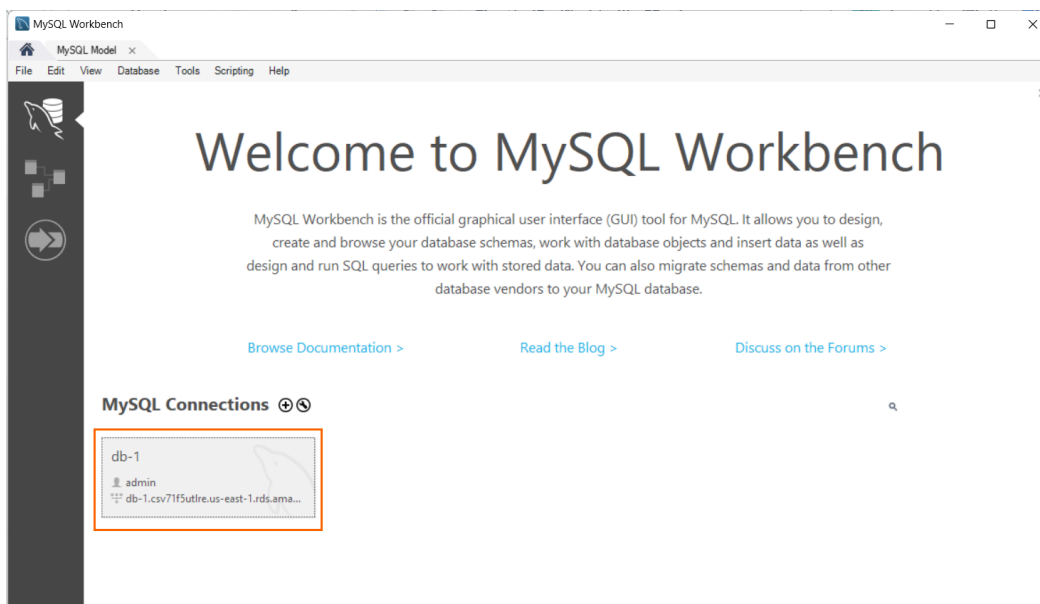 MySQL Workbench
MySQL Model
File Edit View Database Tools Scripting Help
Welcome to MySQL Workbench
MySQL Workbench is the official graphical user interface (GUI) tool for MySQL. It allows you to design,
create and browse your database schemas, work with database objects and insert data as well as
design and run SQL queries to work with stored data. You can also migrate schemas and data from other
database vendors to your MySQL database.
Browse Documentation > Read the Blog > Discuss on the Forums >
MySQL Connections
db-1
admin
db-1.csv71f5utlre.us-east-1.rds.ama...